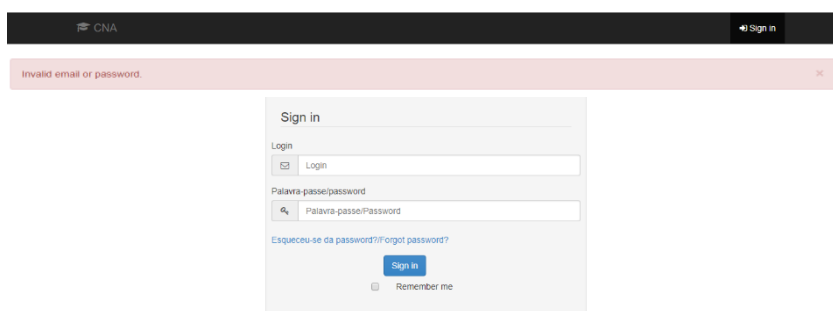 CNA
Sign in
Invalid email or password.
×
Sign in
Login
Login
Palavra-passe/password
Palavra-passe/Password
Esqueceu-se da password?/Forgot password?
Sign in
Remember me